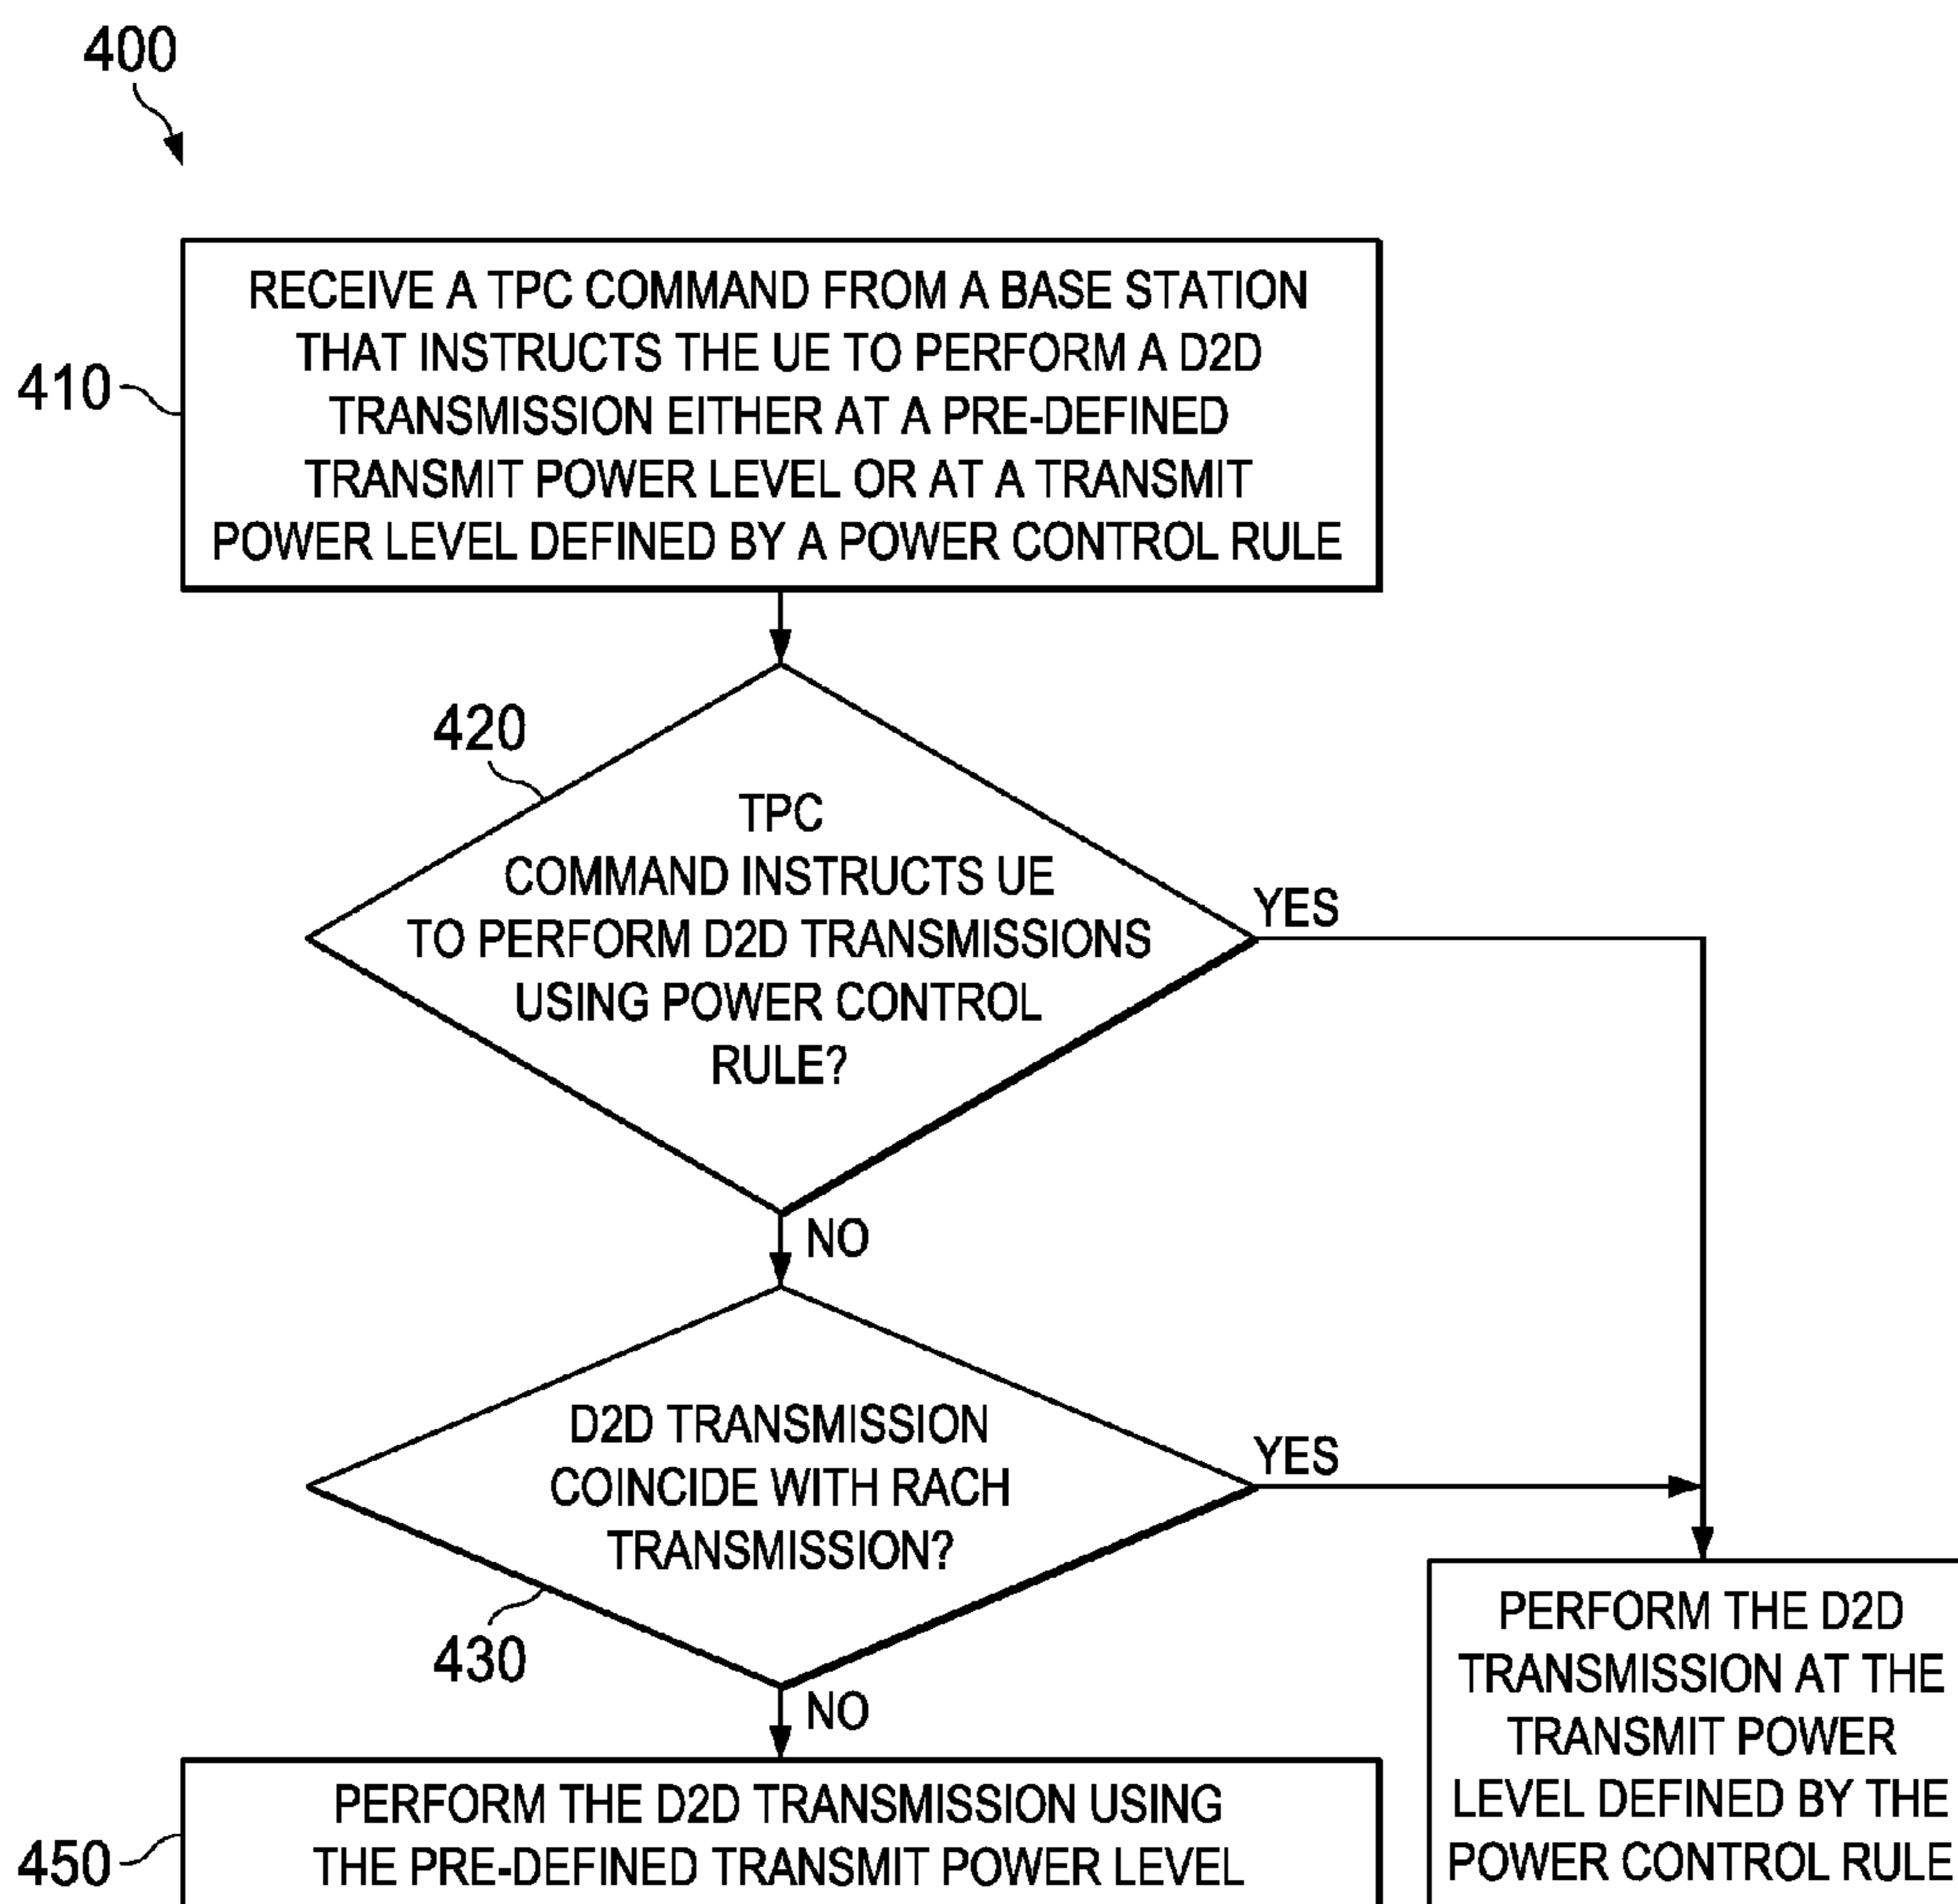 400
410
RECEIVE A TPC COMMAND FROM A BASE STATION
THAT INSTRUCTS THE UE TO PERFORM A D2D
TRANSMISSION EITHER AT A PRE-DEFINED
TRANSMIT POWER LEVEL OR AT A TRANSMIT
POWER LEVEL DEFINED BY A POWER CONTROL RULE
420
TPC
COMMAND INSTRUCTS UE
TO PERFORM D2D TRANSMISSIONS
USING POWER CONTROL
RULE?
YES
NO
D2D TRANSMISSION
COINCIDE WITH RACH
TRANSMISSION?
YES
430
NO
PERFORM THE D2D
TRANSMISSION AT THE
TRANSMIT POWER
LEVEL DEFINED BY THE
POWER CONTROL RULE
450
PERFORM THE D2D TRANSMISSION USING
THE PRE-DEFINED TRANSMIT POWER LEVEL